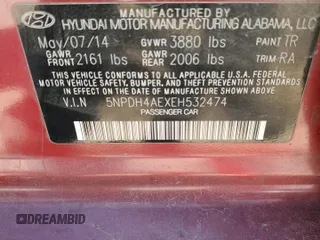 HYUNDAI MOTOR MANUFACTURING ALABAMA, LLC
May/07/14 GVWR 3880 lbs PAINT TR
GAWR FRONT 2161 lbs GAWR REAR 2006 lbs TRIM RA
THIS VEHICLE CONFORMS TO ALL APPLICABLE U.S. FEDERAL
MOTOR VEHICLE SAFETY, BUMPER, AND THEFT PREVENTION
STANDARDS IN EFFECT ON THE DATE OF MANUFACTURE
SHOWN ABOVE.
V.I.N 5NPDH4AEXEH532474
PASSENGER CAR
DREAMBID